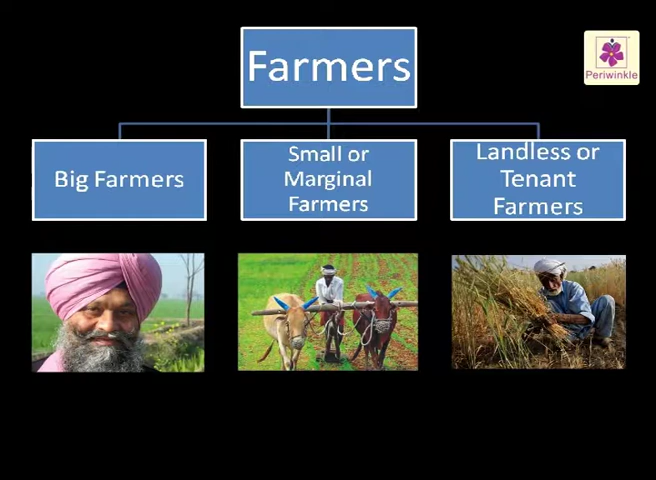 Farmers
Periwinkle
Big Farmers
Small or
Marginal
Farmers
Landless or
Tenant
Farmers